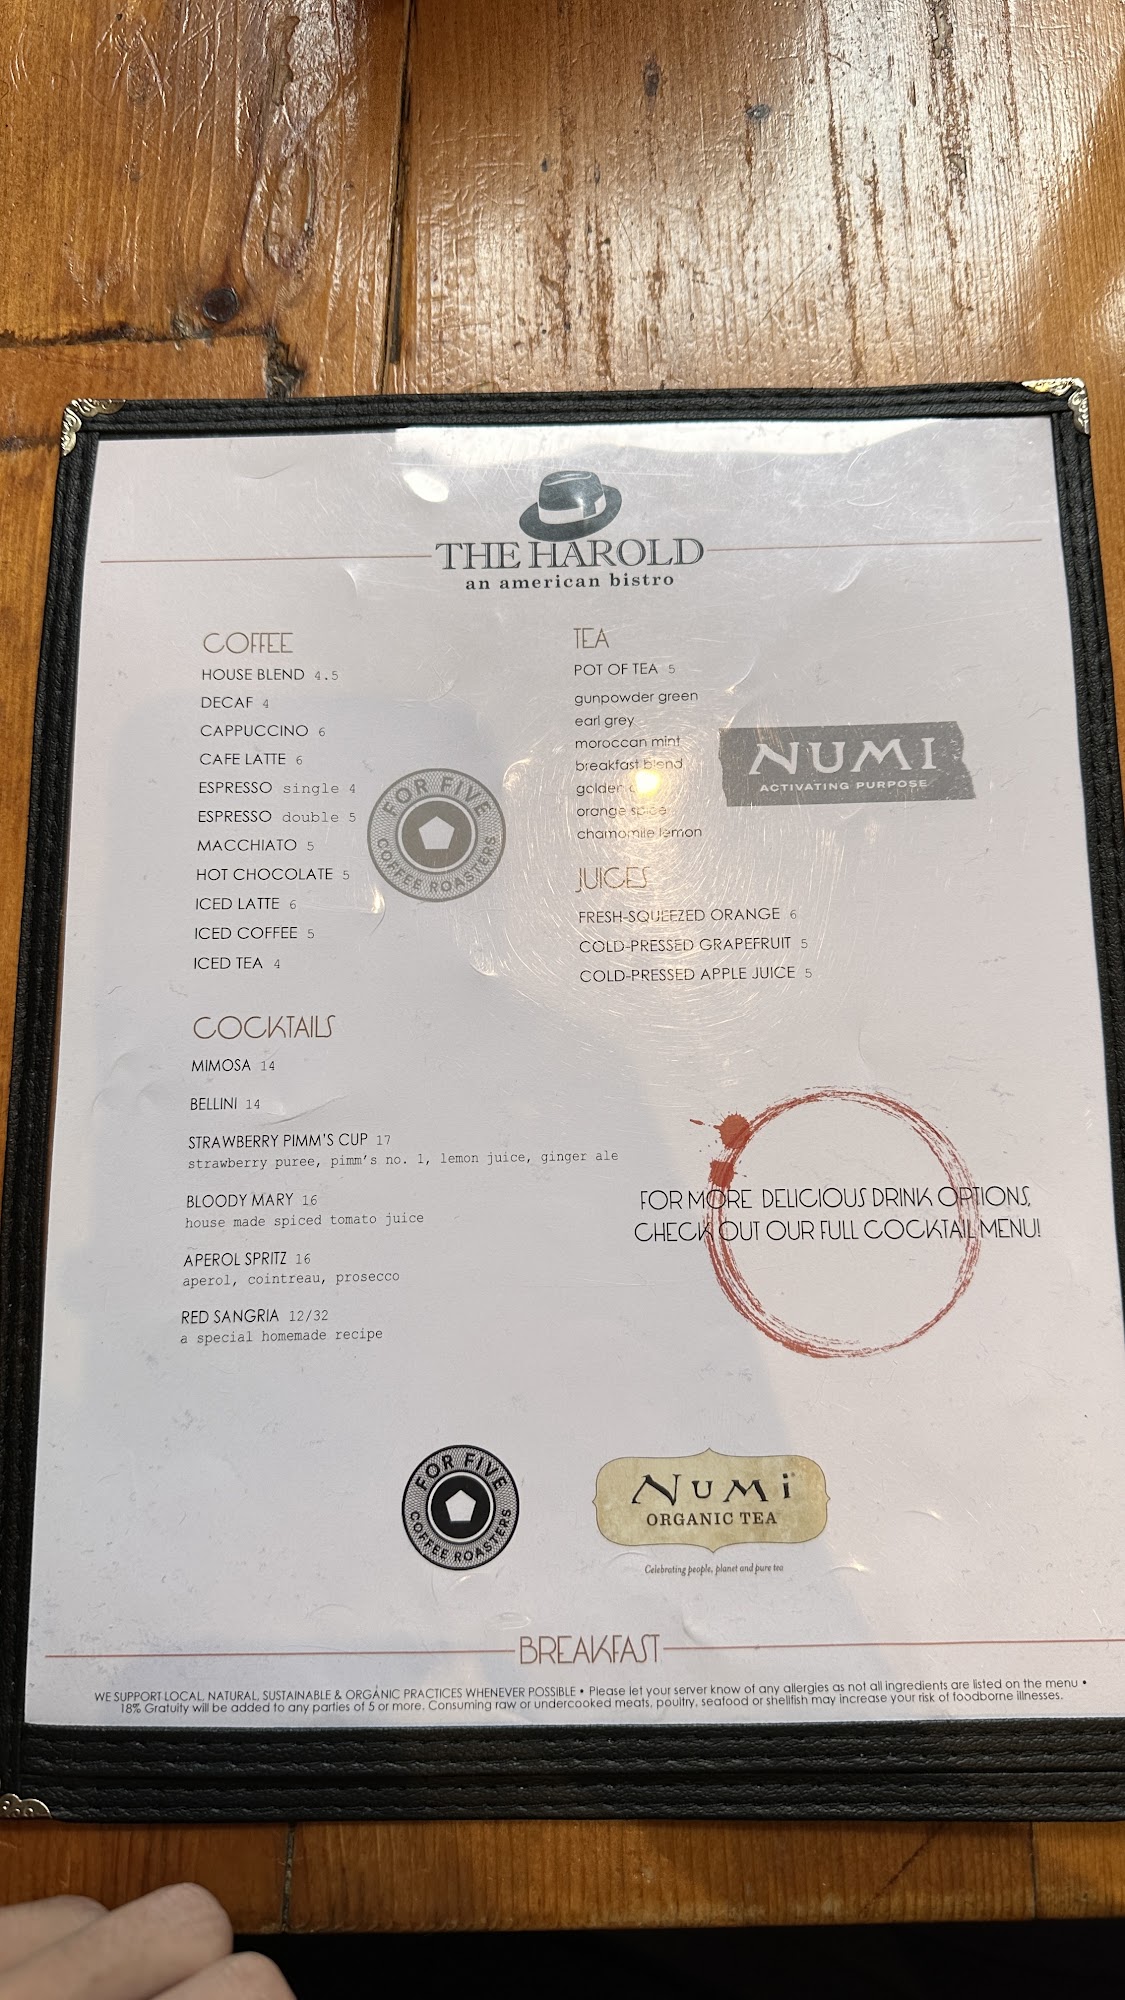 THE HAROLD
an american bistro
COFFEE
HOUSE BLEND 4.5
DECAF 4
CAPPUCCINO 6
CAFE LATTE 6
ESPRESSO single 4
ESPRESSO double 5
MACCHIATO 5
HOT CHOCOLATE 5
ICED LATTE 6
ICED COFFEE 5
ICED TEA 4
FOR FIVE
COFFEE ROASTERS
TEA
POT OF TEA 5
gunpowder green
earl grey
moroccan mint
breakfast blend
golden
orange spice
chamomile lemon
NUMI
ACTIVATING PURPOSE
JUICES
FRESH-SQUEEZED ORANGE 6
COLD-PRESSED GRAPEFRUIT 5
COLD-PRESSED APPLE JUICE 5
COCKTAILS
MIMOSA 14
BELLINI 14
STRAWBERRY PIMM'S CUP 17
strawberry puree, pimm's no. 1, lemon juice, ginger ale
BLOODY MARY 16
house made spiced tomato juice
APEROL SPRITZ 16
aperol, cointreau, prosecco
RED SANGRIA 12/32
a special homemade recipe
FOR MORE DELICIOUS DRINK OPTIONS,
CHECK OUT OUR FULL COCKTAIL MENU!
FOR FIVE
COFFEE ROASTERS
NUMi
ORGANIC TEA
Celebrating people, planet and pure tea
BREAKFAST
WE SUPPORT LOCAL, NATURAL, SUSTAINABLE & ORGANIC PRACTICES WHENEVER POSSIBLE • Please let your server know of any allergies as not all ingredients are listed on the menu •
18% Gratuity will be added to any parties of 5 or more. Consuming raw or undercooked meats, poultry, seafood or shellfish may increase your risk of foodborne illnesses.